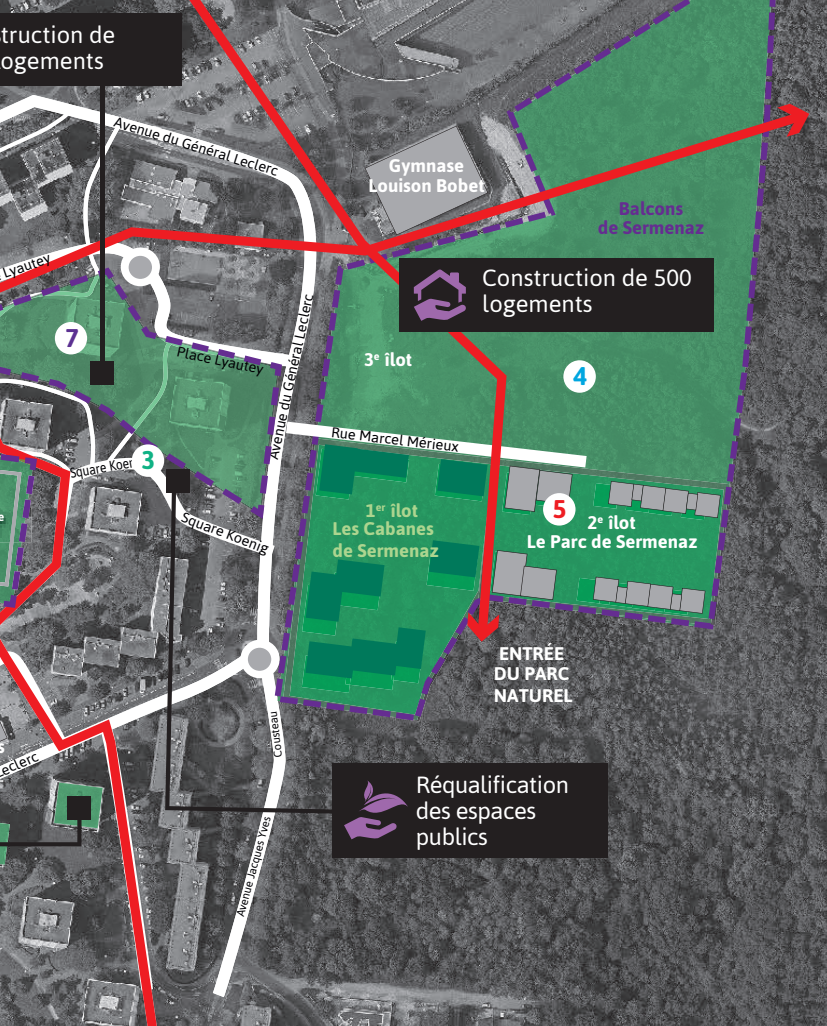 struction de
ogements
Avenue du Général Leclerc
Gymnase
Louison Bobet
Balcons
de Sermenaz
Lyautey
Construction de 500
logements
7
Place Lyautey
Avenue du Général Leclerc
3e îlot
4
Rue Marcel Mérieux
Square Koen
3
1er îlot
Les Cabanes
de Sermenaz
5
2e îlot
Le Parc de Sermenaz
Square Koenig
e
ENTRÉE
DU PARC
NATUREL
s
Leclerc
Cousteau
Avenue Jacques Yves
Réqualification
des espaces
publics